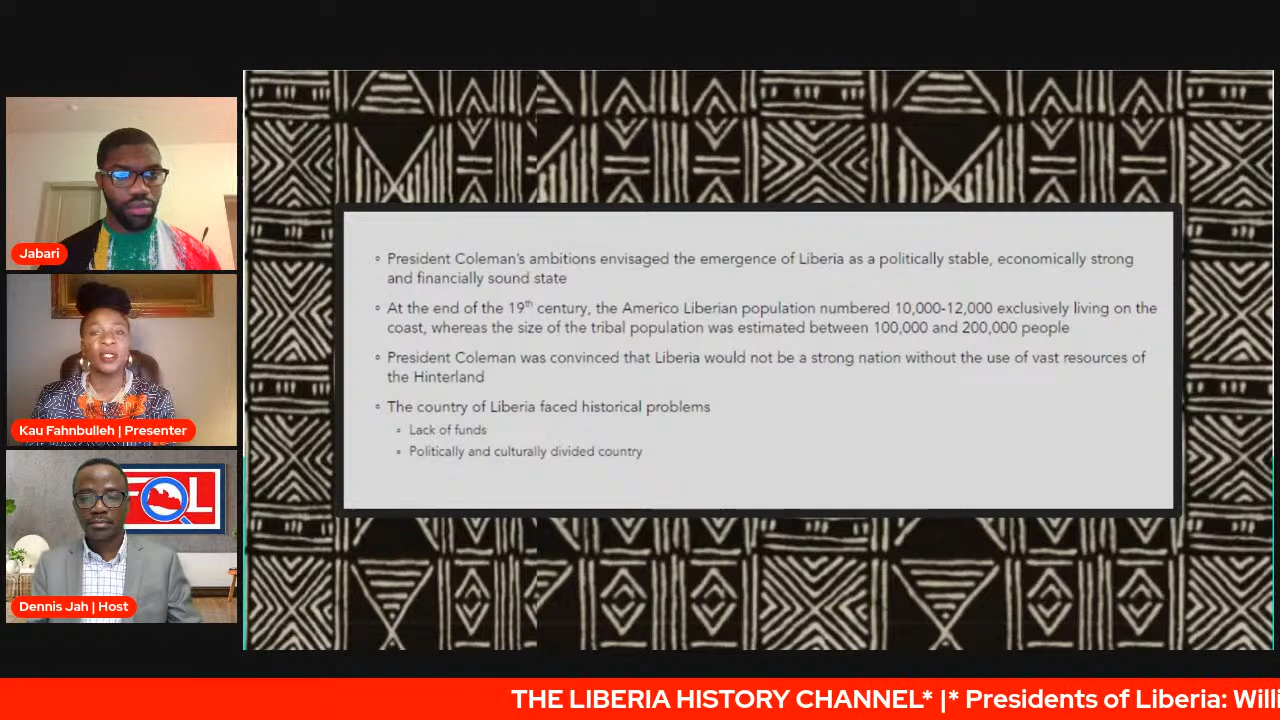 Jabari
Kau Fahnbulleh | Presenter
FOL
Dennis Jah | Host
◦ President Coleman's ambitions envisaged the emergence of Liberia as a politically stable, economically strong
and financially sound state
◦ At the end of the 19th century, the Americo Liberian population numbered 10,000-12,000 exclusively living on the
coast, whereas the size of the tribal population was estimated between 100,000 and 200,000 people
◦ President Coleman was convinced that Liberia would not be a strong nation without the use of vast resources of
the Hinterland
◦ The country of Liberia faced historical problems
◦ Lack of funds
◦ Politically and culturally divided country
THE LIBERIA HISTORY CHANNEL* |* Presidents of Liberia: Willi